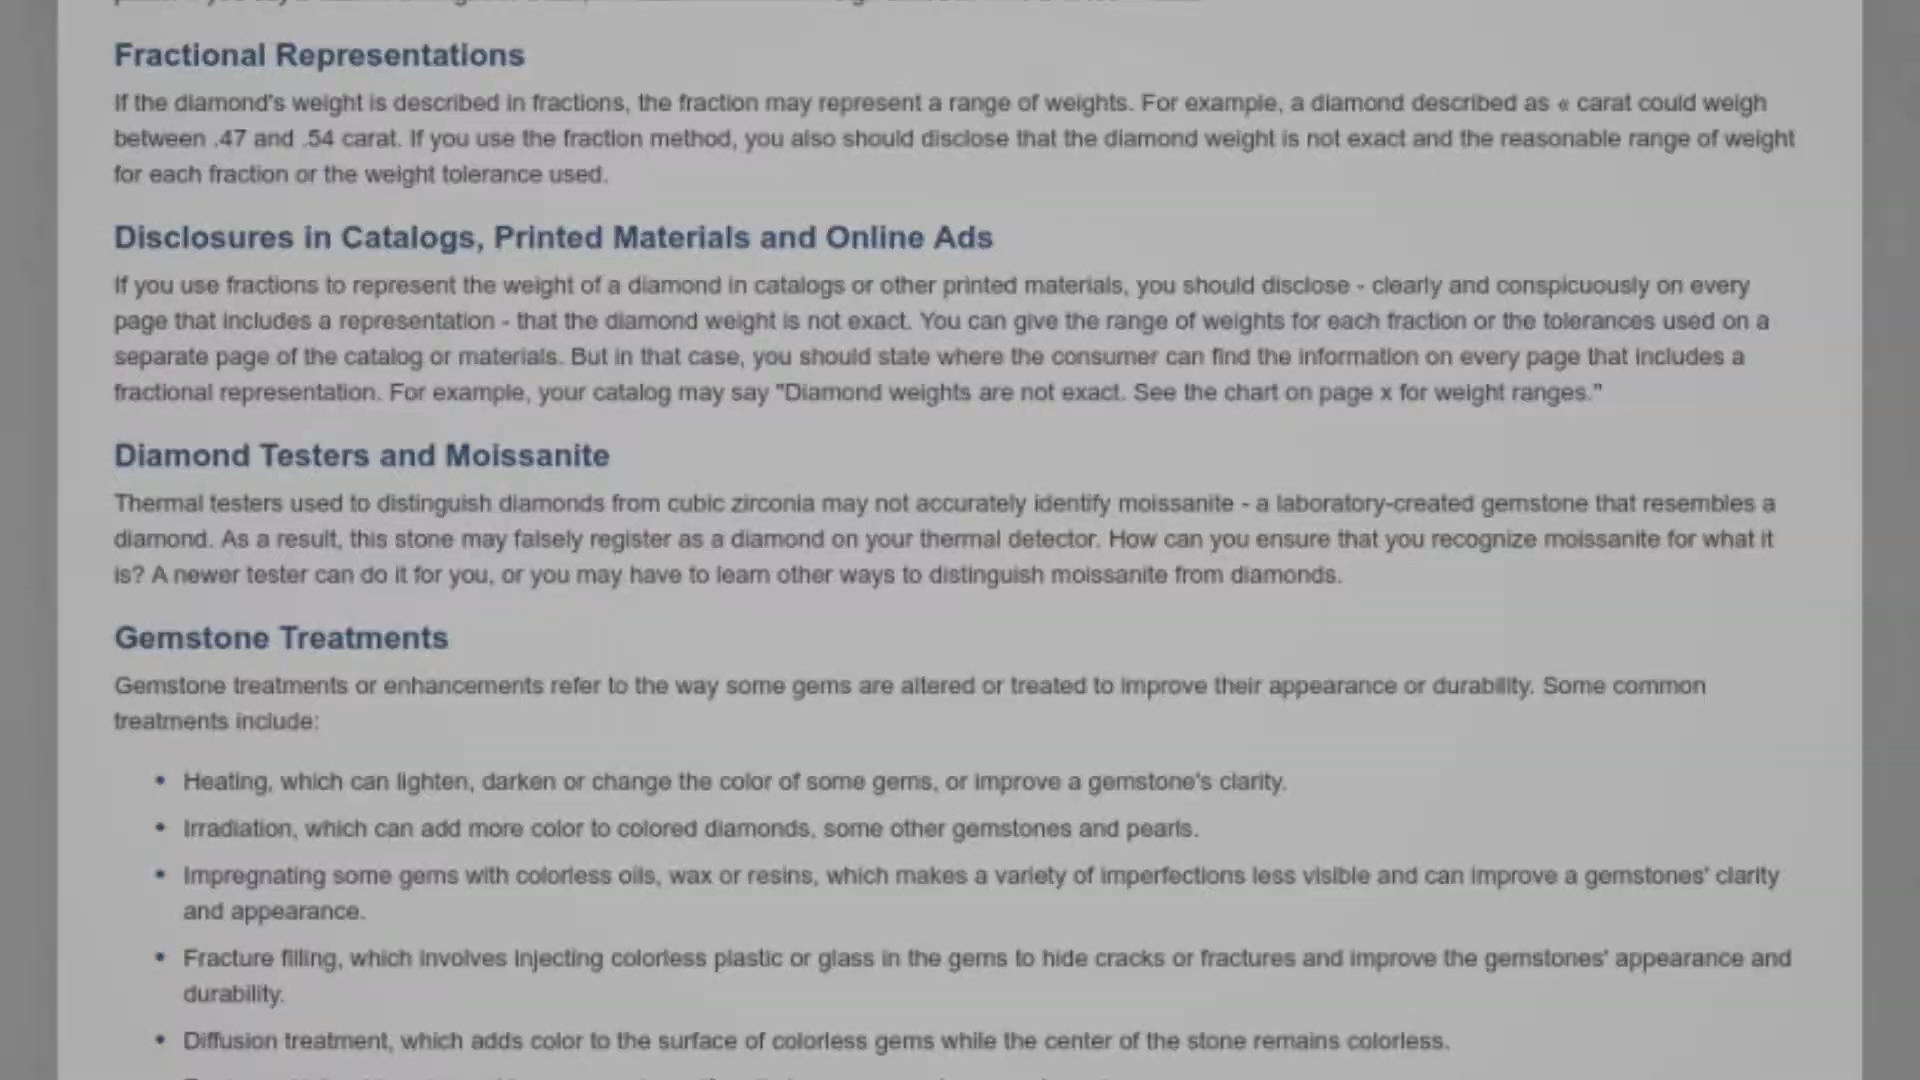 Fractional Representations
If the diamond's weight is described in fractions, the fraction may represent a range of weights. For example, a diamond described as « carat could weigh
between .47 and .54 carat. If you use the fraction method, you also should disclose that the diamond weight is not exact and the reasonable range of weight
for each fraction or the weight tolerance used.
Disclosures in Catalogs, Printed Materials and Online Ads
If you use fractions to represent the weight of a diamond in catalogs or other printed materials, you should disclose - clearly and conspicuously on every
page that includes a representation - that the diamond weight is not exact. You can give the range of weights for each fraction or the tolerances used on a
separate page of the catalog or materials. But in that case, you should state where the consumer can find the information on every page that includes a
fractional representation. For example, your catalog may say "Diamond weights are not exact. See the chart on page x for weight ranges."
Diamond Testers and Moissanite
Thermal testers used to distinguish diamonds from cubic zirconia may not accurately identify moissanite - a laboratory-created gemstone that resembles a
diamond. As a result, this stone may falsely register as a diamond on your thermal detector. How can you ensure that you recognize moissanite for what it
is? A newer tester can do it for you, or you may have to learn other ways to distinguish moissanite from diamonds.
Gemstone Treatments
Gemstone treatments or enhancements refer to the way some gems are altered or treated to improve their appearance or durability. Some common
treatments include:
• Heating, which can lighten, darken or change the color of some gems, or improve a gemstone's clarity.
• Irradiation, which can add more color to colored diamonds, some other gemstones and pearls.
• Impregnating some gems with colorless oils, wax or resins, which makes a variety of imperfections less visible and can improve a gemstones' clarity
and appearance.
• Fracture filling, which involves injecting colorless plastic or glass in the gems to hide cracks or fractures and improve the gemstones' appearance and
durability.
• Diffusion treatment, which adds color to the surface of colorless gems while the center of the stone remains colorless.